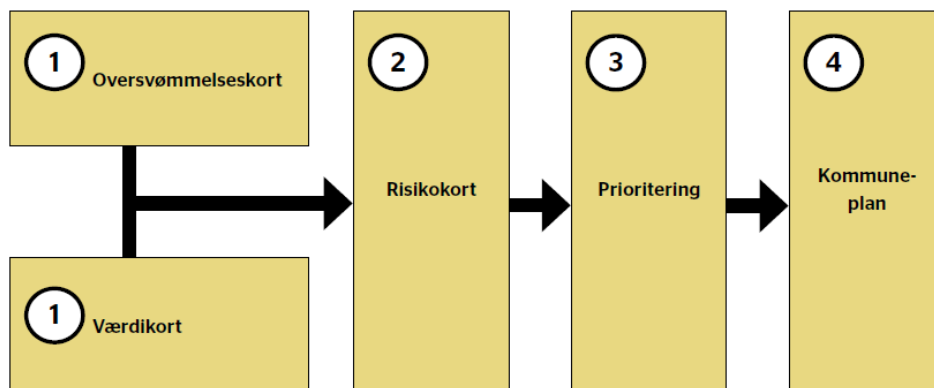 1
Oversvømmelseskort
1
Værdikort
2
Risikokort
3
Prioritering
4
Kommune-
plan